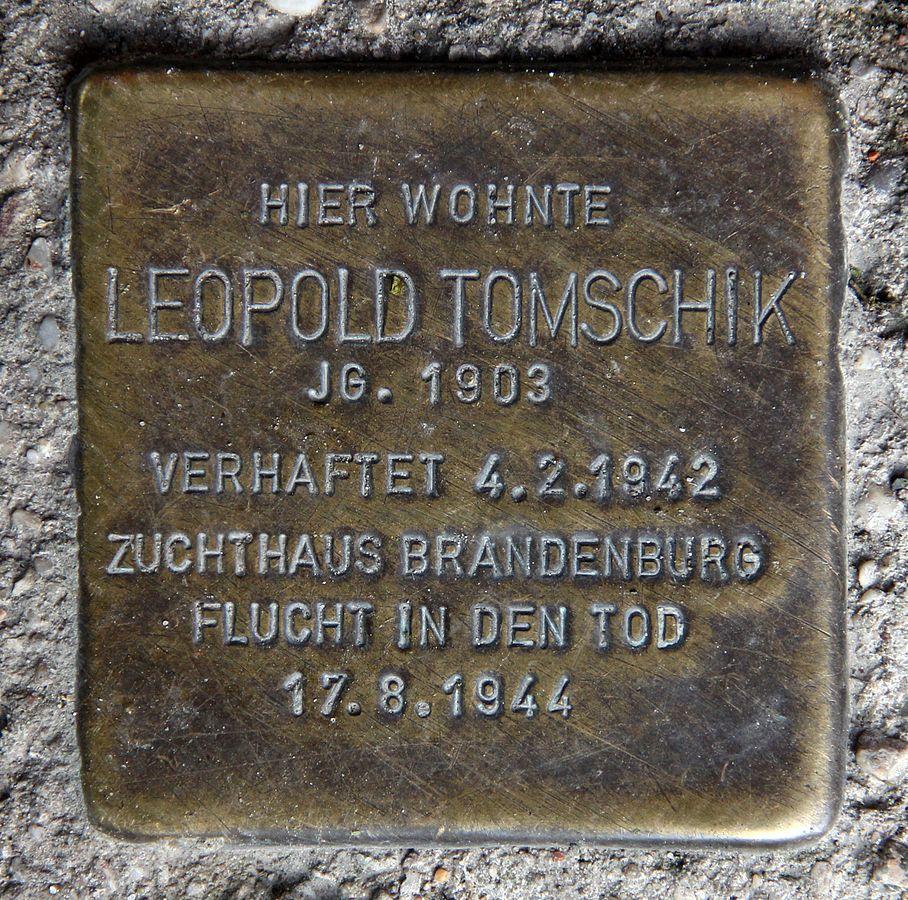 HIER WOHNTE
LEOPOLD TOMSCHIK
JG. 1903
VERHAFTET 4.2.1942
ZUCHTHAUS BRANDENBURG
FLUCHT IN DEN TOD
17.8.1944